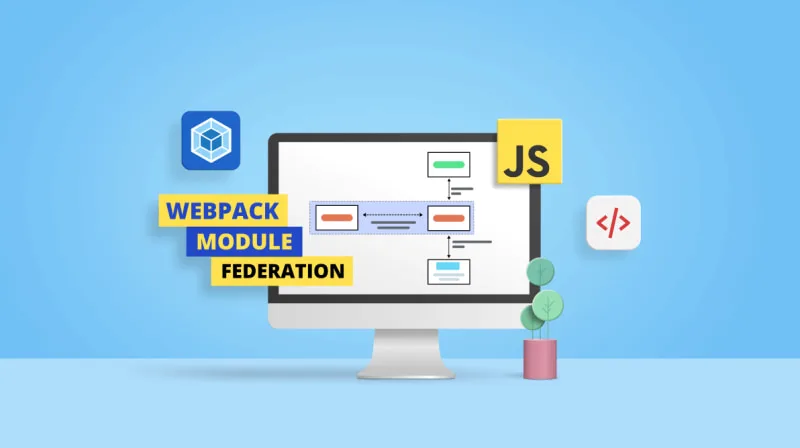 WEBPACK
MODULE
FEDERATION
JS
</>